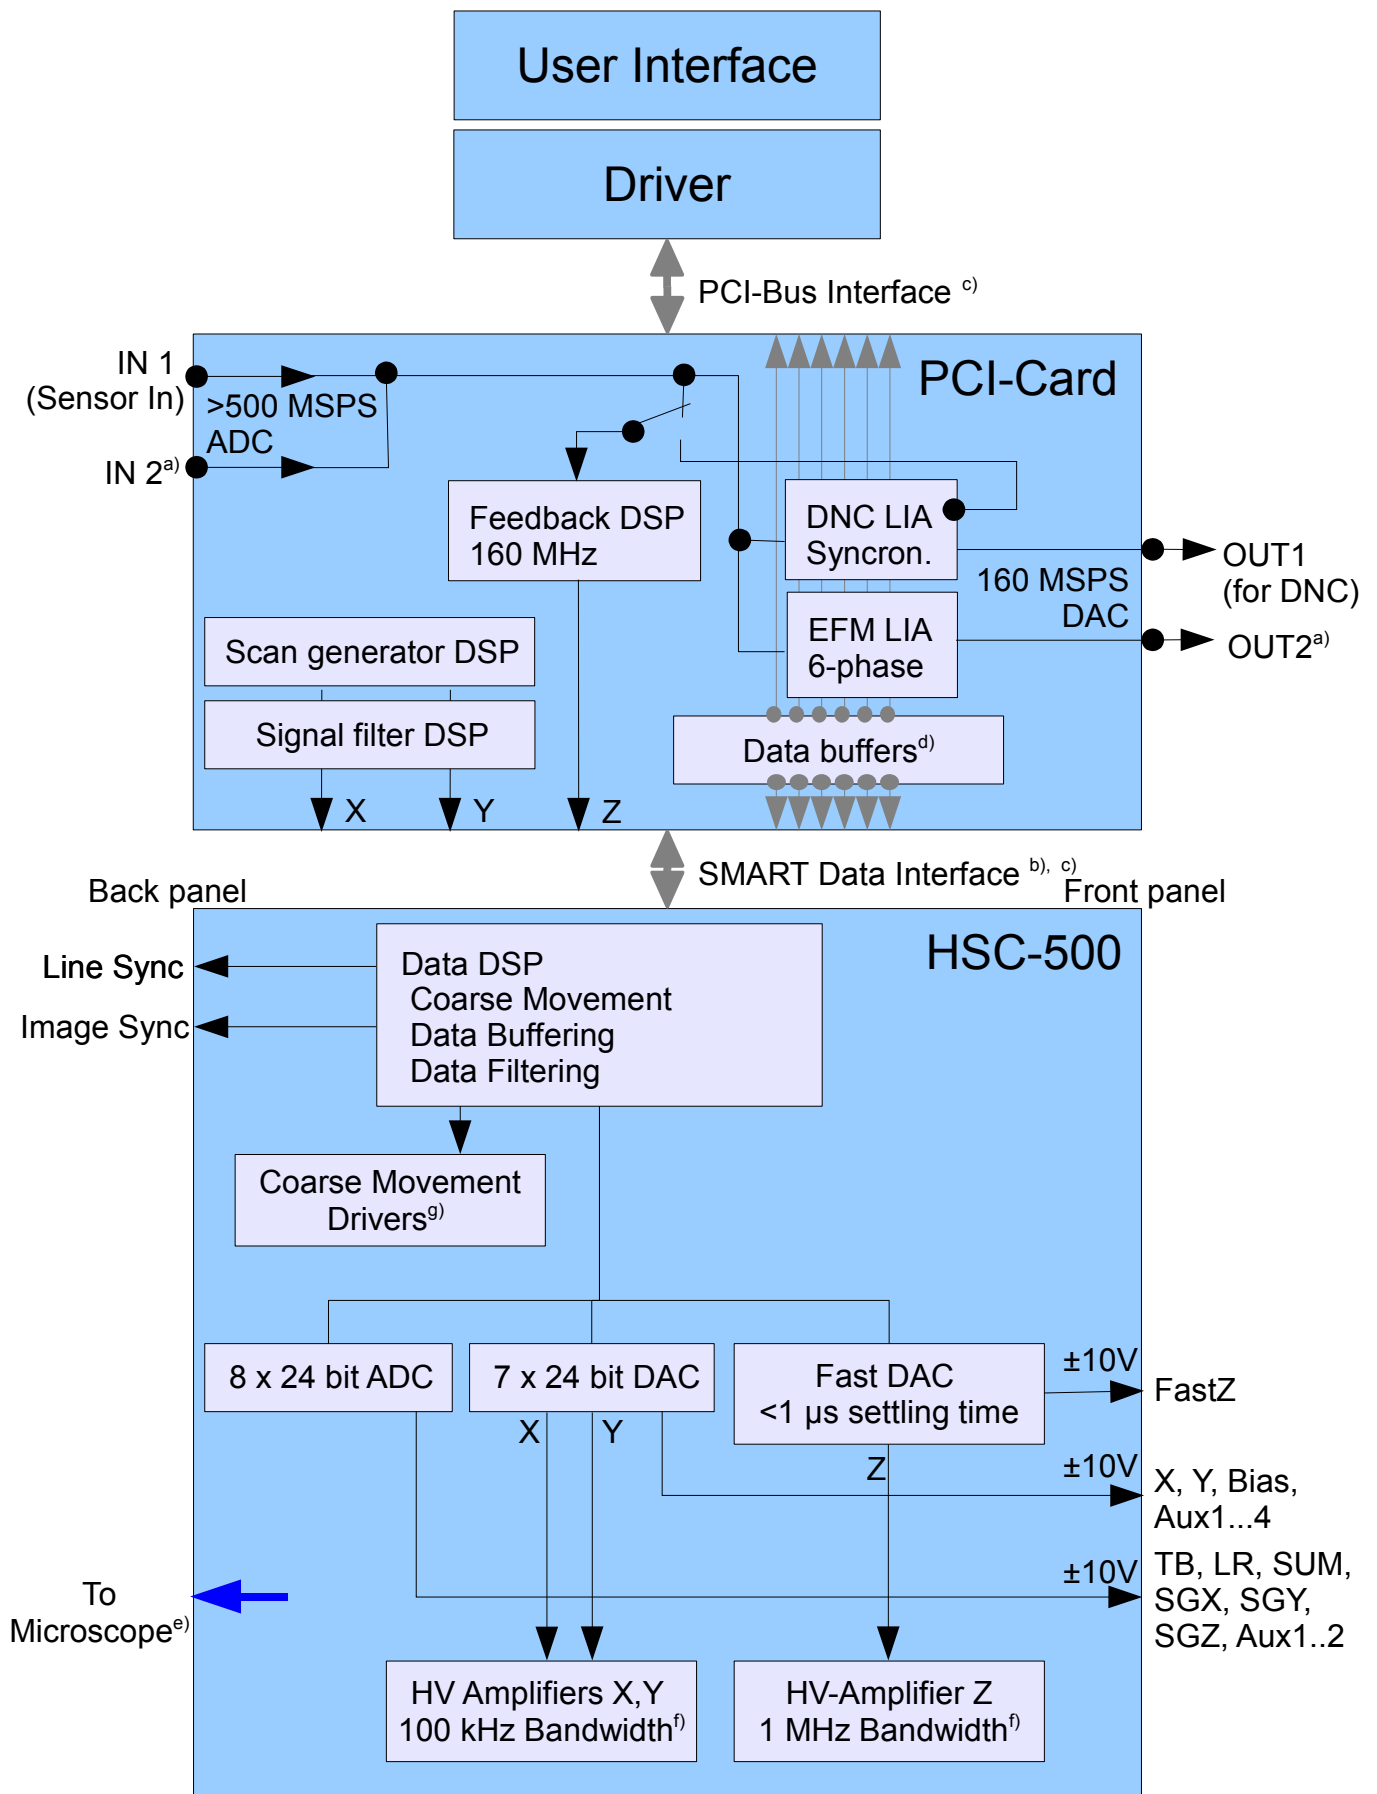 User Interface
Driver
PCI-Bus Interface c)
PCI-Card
IN 1
(Sensor In)
>500 MSPS
ADC
IN 2a)
Feedback DSP
160 MHz
DNC LIA
Syncron.
160 MSPS
DAC
OUT1
(for DNC)
EFM LIA
6-phase
OUT2a)
Scan generator DSP
Signal filter DSP
Data buffersd)
X
Y
Z
SMART Data Interface b), c)
Back panel
Front panel
HSC-500
Line Sync
Image Sync
Data DSP
Coarse Movement
Data Buffering
Data Filtering
Coarse Movement
Driversg)
8 x 24 bit ADC
7 x 24 bit DAC
Fast DAC
<1 µs settling time
±10V
FastZ
X
Y
Z
±10V
X, Y, Bias,
Aux1...4
±10V
TB, LR, SUM,
SGX, SGY,
SGZ, Aux1..2
To
Microscopee)
HV Amplifiers X,Y
100 kHz Bandwidthf)
HV-Amplifier Z
1 MHz Bandwidthf)